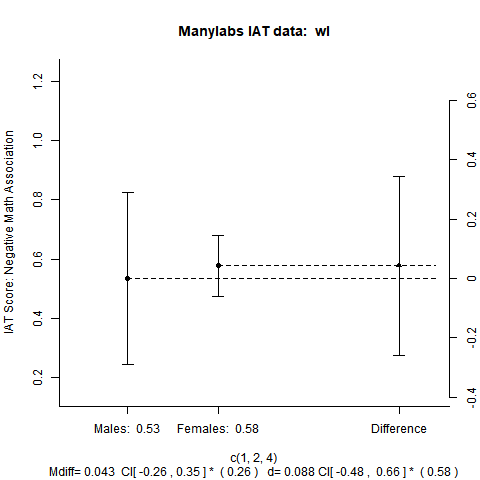 Manylabs IAT data:  wl
IAT Score: Negative Math Association
1.2
1.0
0.8
0.6
0.4
0.2
0.6
0.4
0.2
0
-0.2
-0.4
Males:  0.53 Females:  0.58 Difference
c(1, 2, 4)
Mdiff= 0.043  CI[ -0.26 , 0.35 ] *  ( 0.26 )   d= 0.088 CI[ -0.48 ,  0.66 ] *  ( 0.58 )